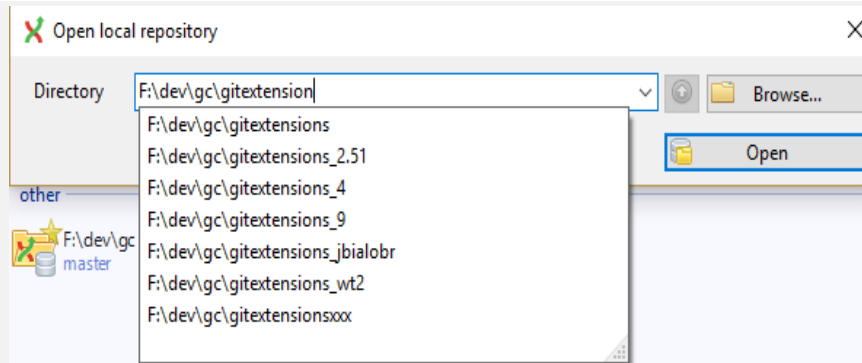 Open local repository
Directory F:\dev\gc\gitextension Browse...
F:\dev\gc\gitextensions
F:\dev\gc\gitextensions_2.51
Open
F:\dev\gc\gitextensions_4
other
F:\dev\gc\gitextensions_9
F:\dev\gc
F:\dev\gc\gitextensions_jbialobr
master
F:\dev\gc\gitextensions_wt2
F:\dev\gc\gitextensionsxxx